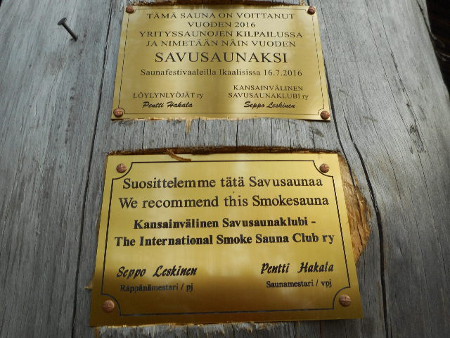 TÄMÄ SAUNA ON VOITTANUT
VUODEN 2016
YRITYSSAUNOJEN KILPAILUSSA
JA NIMETÄÄN NÄIN VUODEN
SAVUSAUNAKSI
Saunafestivaaleilla Ikaalisissa 16.7.2016
LÖYLYNLYÖJÄT ry KANSAINVÄLINEN
SAVUSAUNAKLUBI ry
Pentti Hakala Seppo Leskinen
Suosittelemme tätä Savusaunaa
We recommend this Smokesauna
Kansainvälinen Savusaunaklubi -
The International Smoke Sauna Club ry
Seppo Leskinen Pentti Hakala
Räppänämestari / pj Saunamestari / vpj